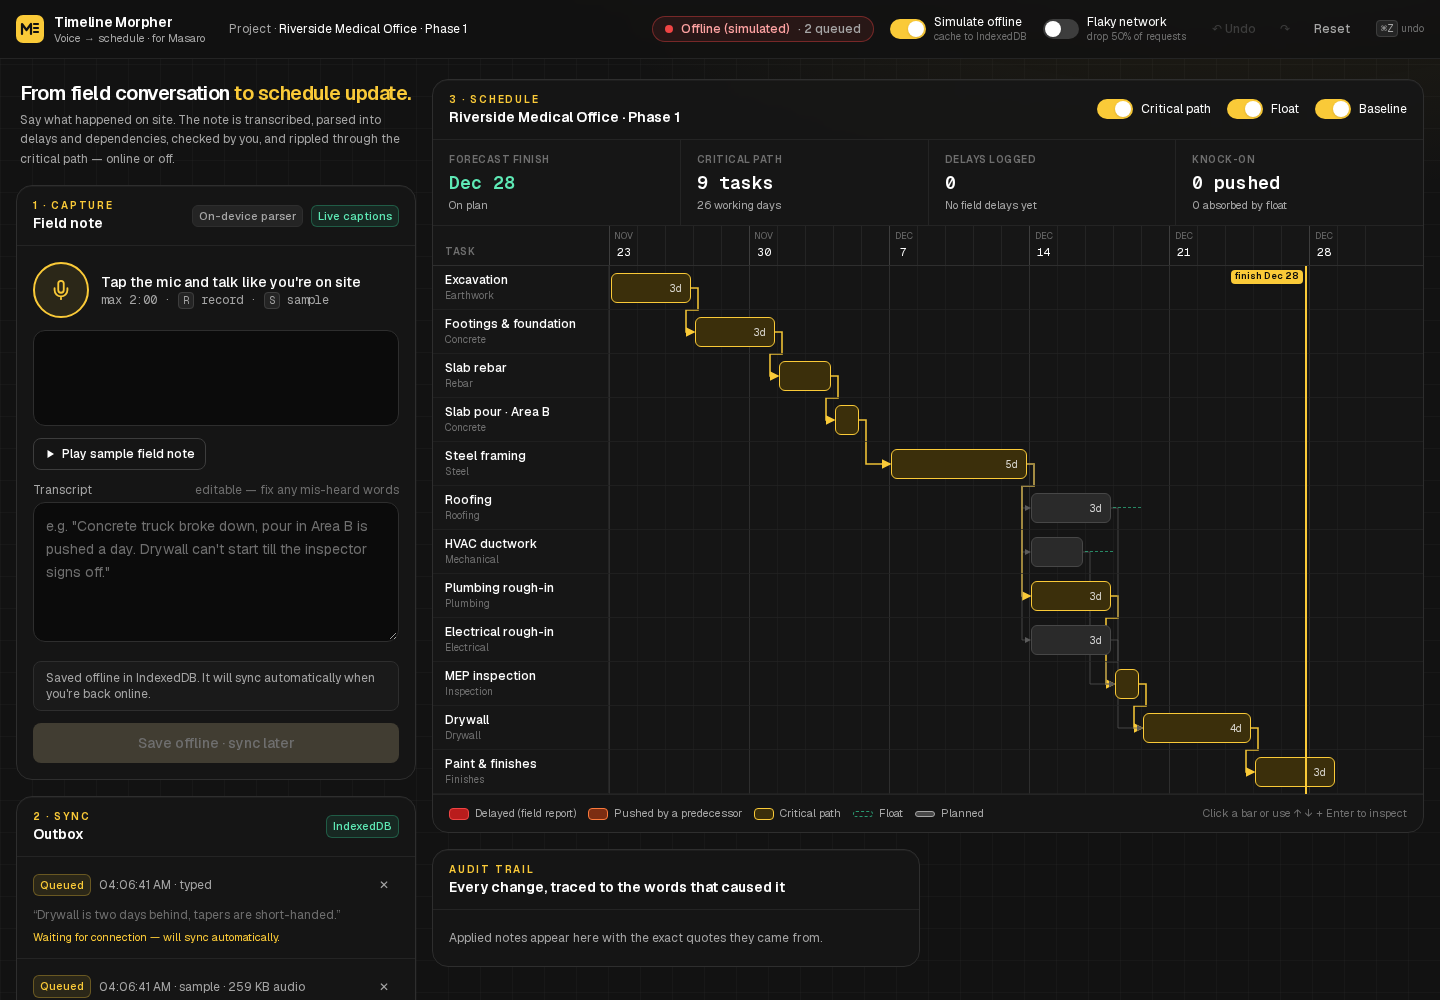 Timeline Morpher
Voice → schedule · for Masaro
Project · Riverside Medical Office · Phase 1
Offline (simulated) · 2 queued
Simulate offline
cache to IndexedDB
Flaky network
drop 50% of requests
↶ Undo
↷
Reset
⌘Z undo
From field conversation to schedule update.
Say what happened on site. The note is transcribed, parsed into
delays and dependencies, checked by you, and rippled through the
critical path — online or off.
1 · CAPTURE
Field note
On-device parser
Live captions
Tap the mic and talk like you're on site
max 2:00 · R record · S sample
Play sample field note
Transcript
editable — fix any mis-heard words
e.g. "Concrete truck broke down, pour in Area B is
pushed a day. Drywall can't start till the inspector
signs off."
Saved offline in IndexedDB. It will sync automatically when
you're back online.
Save offline · sync later
2 · SYNC
Outbox
IndexedDB
Queued 04:06:41 AM · typed ×
“Drywall is two days behind, tapers are short-handed.”
Waiting for connection — will sync automatically.
Queued 04:06:41 AM · sample · 259 KB audio ×
3 · SCHEDULE
Riverside Medical Office · Phase 1
Critical path
Float
Baseline
FORECAST FINISH
Dec 28
On plan
CRITICAL PATH
9 tasks
26 working days
DELAYS LOGGED
0
No field delays yet
KNOCK-ON
0 pushed
0 absorbed by float
TASK
NOV
23
NOV
30
DEC
7
DEC
14
DEC
21
DEC
28
finish Dec 28
Excavation
Earthwork
3d
Footings & foundation
Concrete
3d
Slab rebar
Rebar
Slab pour · Area B
Concrete
Steel framing
Steel
5d
Roofing
Roofing
3d
HVAC ductwork
Mechanical
Plumbing rough-in
Plumbing
3d
Electrical rough-in
Electrical
3d
MEP inspection
Inspection
Drywall
Drywall
4d
Paint & finishes
Finishes
3d
Delayed (field report)
Pushed by a predecessor
Critical path
Float
Planned
Click a bar or use ↑ ↓ + Enter to inspect
AUDIT TRAIL
Every change, traced to the words that caused it
Applied notes appear here with the exact quotes they came from.